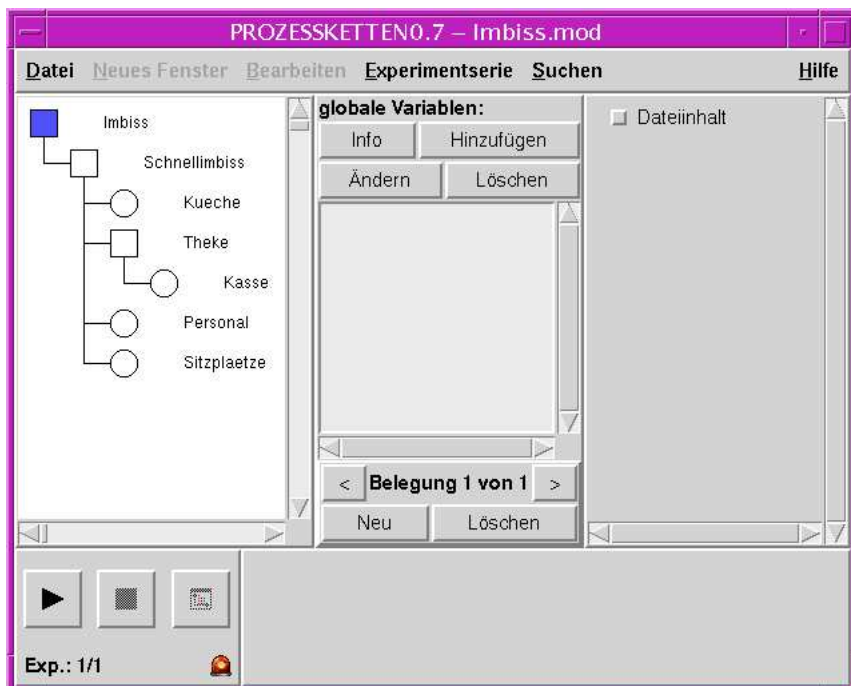 PROZESSKETTEN0.7 – Imbiss.mod
Datei Neues Fenster Bearbeiten Experimentserie Suchen Hilfe
Imbiss
Schnellimbiss
Kueche
Theke
Kasse
Personal
Sitzplaetze
globale Variablen:
Info Hinzufügen
Ändern Löschen
< Belegung 1 von 1 >
Neu Löschen
Dateiinhalt
Exp.: 1/1